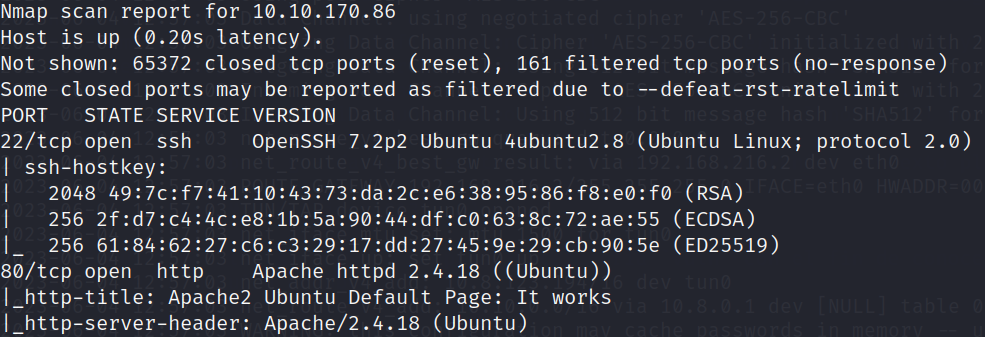 Nmap scan report for 10.10.170.86
Host is up (0.20s latency).
Not shown: 65372 closed tcp ports (reset), 161 filtered tcp ports (no-response)
Some closed ports may be reported as filtered due to --defeat-rst-ratelimit
PORT   STATE SERVICE VERSION
22/tcp open  ssh     OpenSSH 7.2p2 Ubuntu 4ubuntu2.8 (Ubuntu Linux; protocol 2.0)
| ssh-hostkey:
|   2048 49:7c:f7:41:10:43:73:da:2c:e6:38:95:86:f8:e0:f0 (RSA)
|   256 2f:d7:c4:4c:e8:1b:5a:90:44:df:c0:63:8c:72:ae:55 (ECDSA)
|_  256 61:84:62:27:c6:c3:29:17:dd:27:45:9e:29:cb:90:5e (ED25519)
80/tcp open  http    Apache httpd 2.4.18 ((Ubuntu))
|_http-title: Apache2 Ubuntu Default Page: It works
|_http-server-header: Apache/2.4.18 (Ubuntu)